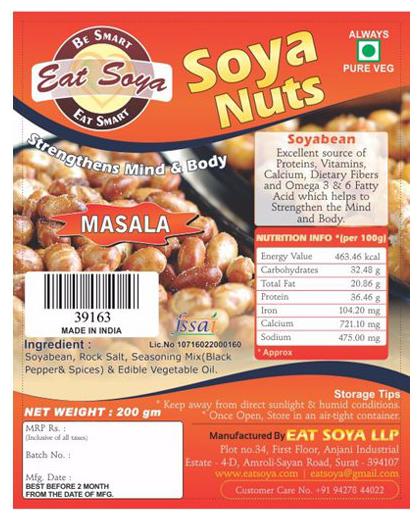 BE SMART
Eat Soya
EAT SMART
Soya
Nuts
ALWAYS
PURE VEG
Strengthens Mind & Body
Soyabean
Excellent source of
Proteins, Vitamins,
Calcium, Dietary Fibers
and Omega 3 & 6 Fatty
Acid which helps to
Strengthen the Mind
and Body.
MASALA
NUTRITION INFO *(per 100g)
Energy Value 463.46 kcal
Carbohydrates 32.48 g
Total Fat 20.86 g
Protein 36.46 g
Iron 104.20 mg
Calcium 721.10 mg
Sodium 475.00 mg
* Approx
39163
MADE IN INDIA
fssai
Lic.No 10716022000160
Ingredient :
Soyabean, Rock Salt, Seasoning Mix(Black
Pepper& Spices) & Edible Vegetable Oil.
Storage Tips
* Keep away from direct sunlight & humid conditions.
* Once Open, Store in an air-tight container.
NET WEIGHT : 200 gm
MRP Rs. :
(Inclusive of all taxes)
Batch No. :
Mfg. Date :
BEST BEFORE 2 MONTH
FROM THE DATE OF MFG.
Manufactured By EAT SOYA LLP
Plot no.34, First Floor, Anjani Industrial
Estate - 4-D, Amroli-Sayan Road, Surat - 394107
www.eatsoya.com | eatsoya@gmail.com
Customer Care No. +91 94278 44022